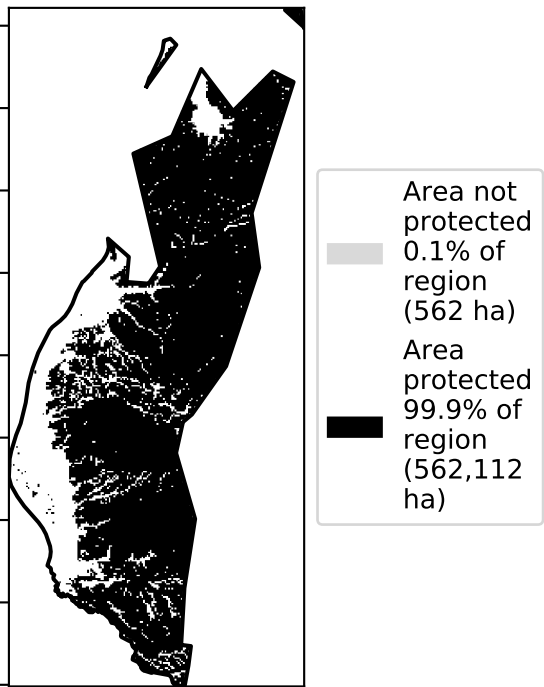 Area not
protected
0.1% of
region
(562 ha)
Area
protected
99.9% of
region
(562,112
ha)